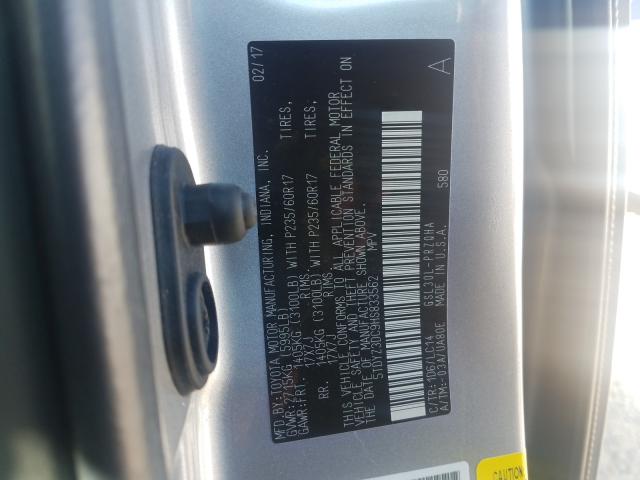 MFD.BY:TOYOTA MOTOR MANUFACTURING, INDIANA, INC. 02/17
GVWR: 2715KG (5995LB)
GAWR:FRT. 1405KG (3100LB) WITH P235/60R17 TIRES,
17X7J RIMS,
RR. 1405KG (3100LB) WITH P235/60R17 TIRES,
17X7J RIMS.
THIS VEHICLE CONFORMS TO ALL APPLICABLE FEDERAL MOTOR
VEHICLE SAFETY AND THEFT PREVENTION STANDARDS IN EFFECT ON
THE DATE OF MANUFACTURE SHOWN ABOVE.
5TDYZ3DC9HS833562 MPV
C/TR:1D6/LC14 GSL30L-PRZQHA
A/TM:-03A/UA80E MADE IN U.S.A. 580
A
CAUTION